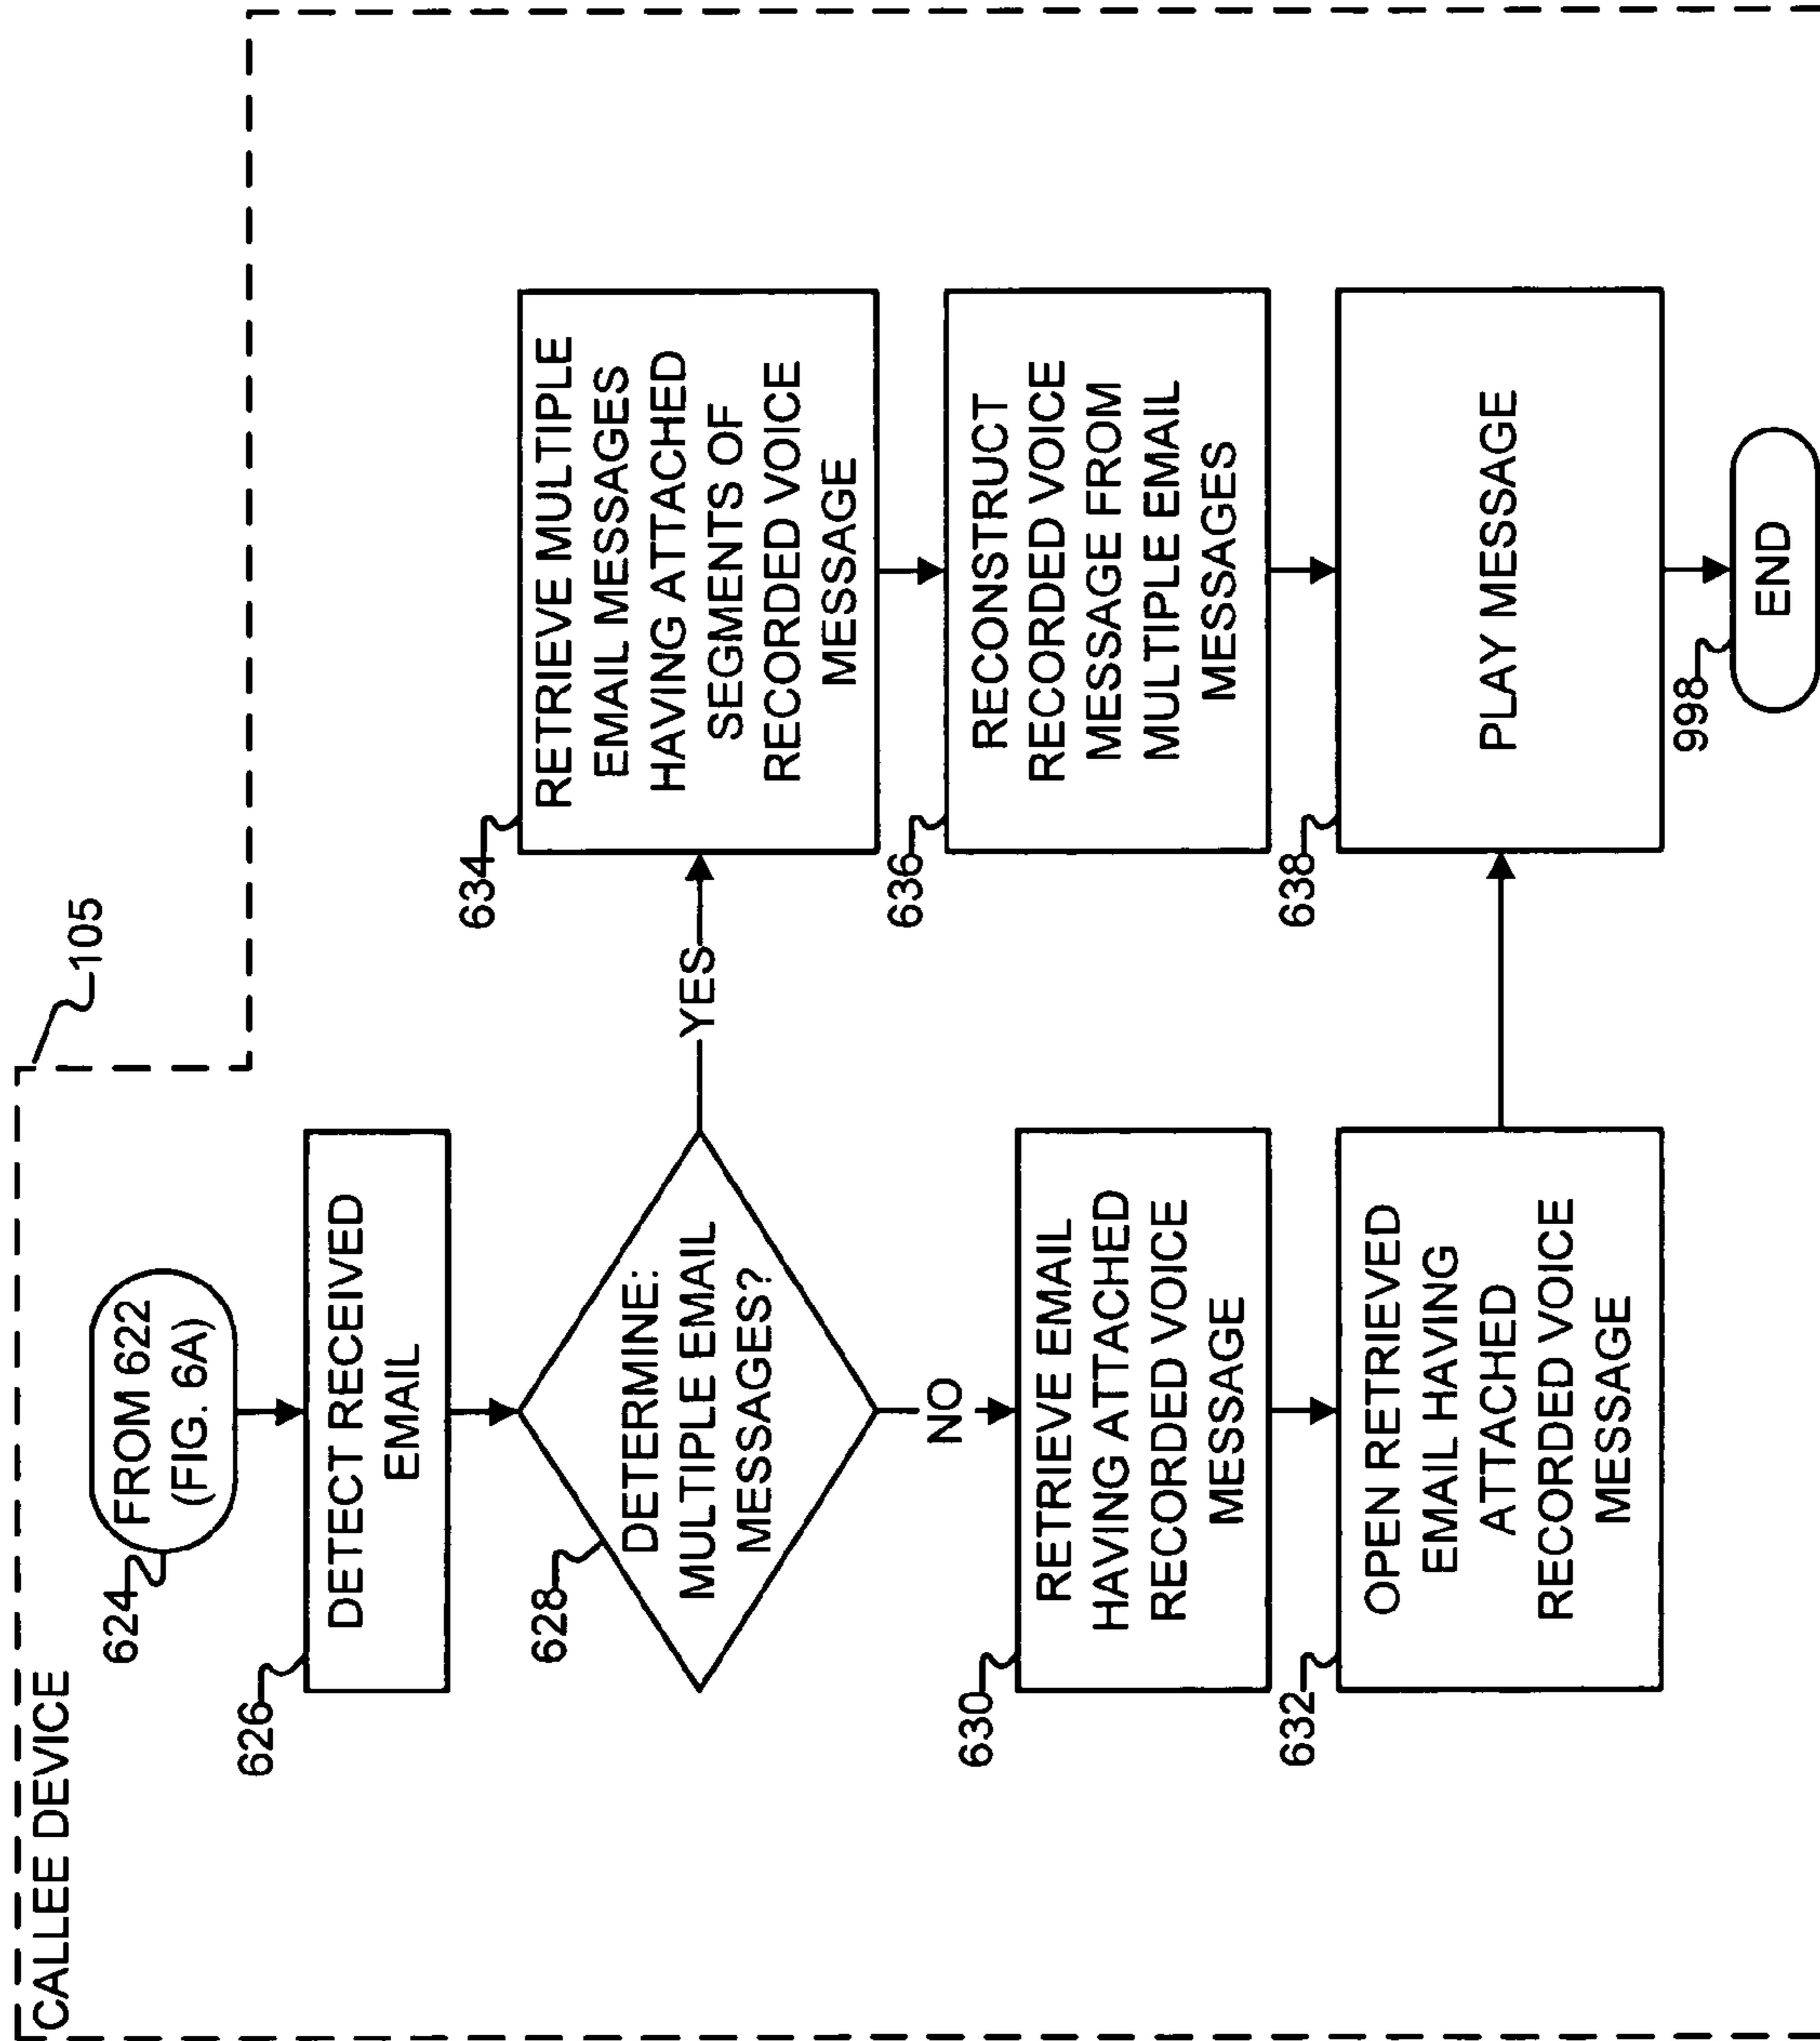 CALLEE DEVICE
105
624
FROM 622
(FIG. 6A)
626
DETECT RECEIVED
EMAIL
628
DETERMINE:
MULTIPLE EMAIL
MESSAGES?
YES
NO
630
RETRIEVE EMAIL
HAVING ATTACHED
RECORDED VOICE
MESSAGE
632
OPEN RETRIEVED
EMAIL HAVING
ATTACHED
RECORDED VOICE
MESSAGE
634
RETRIEVE MULTIPLE
EMAIL MESSAGES
HAVING ATTACHED
SEGMENTS OF
RECORDED VOICE
MESSAGE
636
RECONSTRUCT
RECORDED VOICE
MESSAGE FROM
MULTIPLE EMAIL
MESSAGES
638
PLAY MESSAGE
998
END